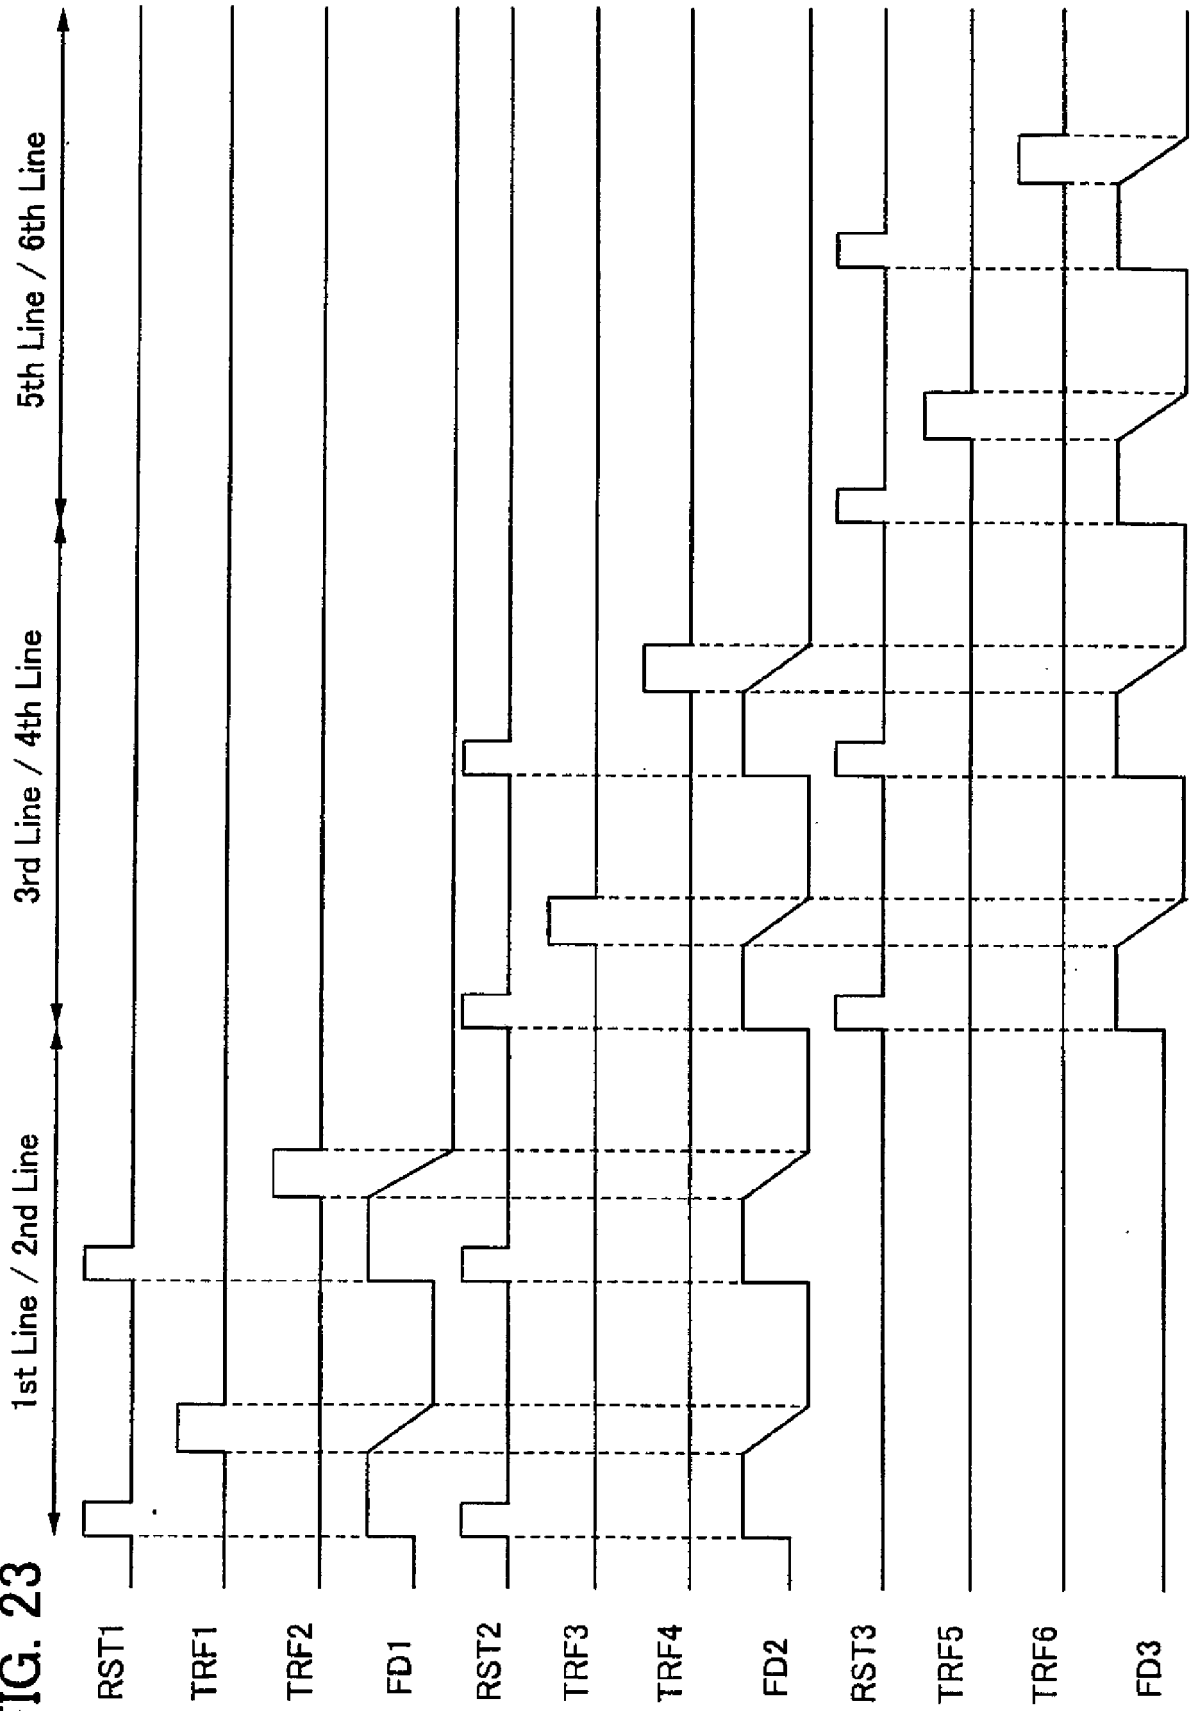 FIG. 23
1st Line / 2nd Line
3rd Line / 4th Line
5th Line / 6th Line
RST1
TRF1
TRF2
FD1
RST2
TRF3
TRF4
FD2
RST3
TRF5
TRF6
FD3